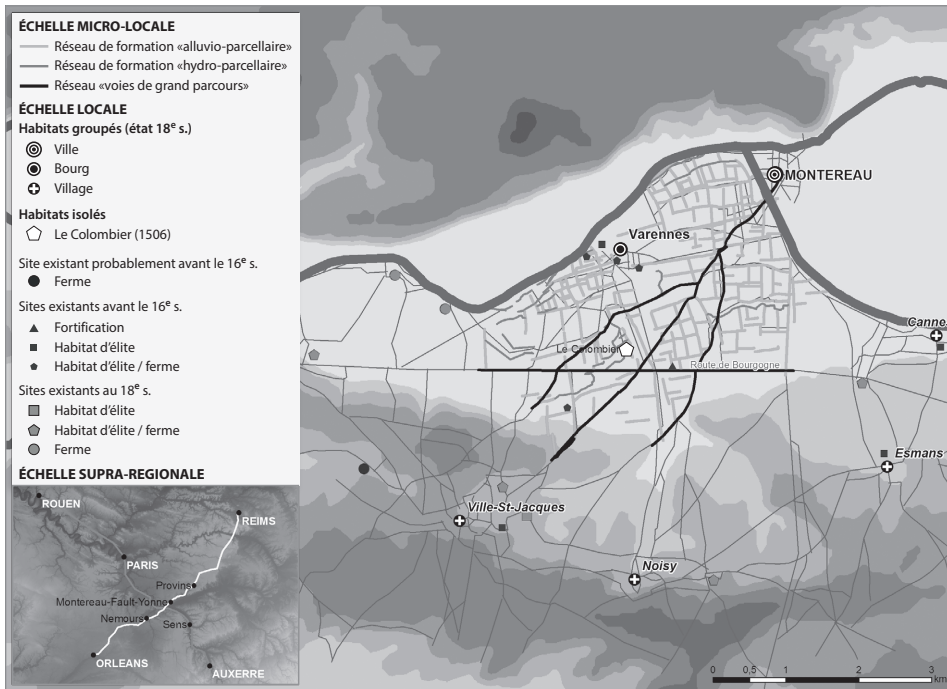 ÉCHELLE MICRO-LOCALE
Réseau de formation «alluvio-parcellaire»
Réseau de formation «hydro-parcellaire»
Réseau «voies de grand parcours»
ÉCHELLE LOCALE
Habitats groupés (état 18e s.)
Ville
Bourg
Village
Habitats isolés
Le Colombier (1506)
Site existant probablement avant le 16e s.
Ferme
Sites existants avant le 16e s.
Fortification
Habitat d'élite
Habitat d'élite / ferme
Sites existants au 18e s.
Habitat d'élite
Habitat d'élite / ferme
Ferme
ÉCHELLE SUPRA-REGIONALE
ROUEN
REIMS
PARIS
Provins
Montereau-Fault-Yonne
Nemours
Sens
ORLEANS
AUXERRE
MONTEREAU
Varennes
Cannes
Le Colombier
Route de Bourgogne
Esmans
Ville-St-Jacques
Noisy
0 0,5 1 2 3
km